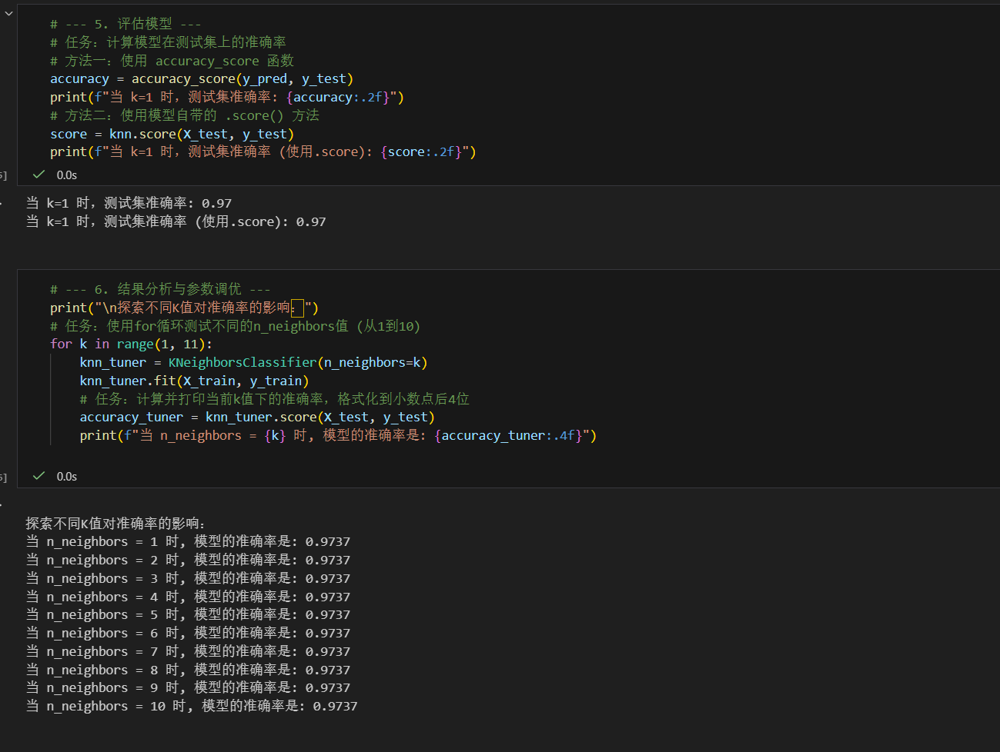 # --- 5. 评估模型 ---
# 任务：计算模型在测试集上的准确率
# 方法一：使用 accuracy_score 函数
accuracy = accuracy_score(y_pred, y_test)
print(f"当 k=1 时，测试集准确率: {accuracy:.2f}")
# 方法二：使用模型自带的 .score() 方法
score = knn.score(X_test, y_test)
print(f"当 k=1 时，测试集准确率 (使用.score): {score:.2f}")
0.0s
当 k=1 时，测试集准确率: 0.97
当 k=1 时，测试集准确率 (使用.score): 0.97
# --- 6. 结果分析与参数调优 ---
print("\n探索不同K值对准确率的影响：")
# 任务：使用for循环测试不同的n_neighbors值 (从1到10)
for k in range(1, 11):
knn_tuner = KNeighborsClassifier(n_neighbors=k)
knn_tuner.fit(X_train, y_train)
# 任务：计算并打印当前k值下的准确率，格式化到小数点后4位
accuracy_tuner = knn_tuner.score(X_test, y_test)
print(f"当 n_neighbors = {k} 时, 模型的准确率是: {accuracy_tuner:.4f}")
0.0s
探索不同K值对准确率的影响：
当 n_neighbors = 1 时, 模型的准确率是: 0.9737
当 n_neighbors = 2 时, 模型的准确率是: 0.9737
当 n_neighbors = 3 时, 模型的准确率是: 0.9737
当 n_neighbors = 4 时, 模型的准确率是: 0.9737
当 n_neighbors = 5 时, 模型的准确率是: 0.9737
当 n_neighbors = 6 时, 模型的准确率是: 0.9737
当 n_neighbors = 7 时, 模型的准确率是: 0.9737
当 n_neighbors = 8 时, 模型的准确率是: 0.9737
当 n_neighbors = 9 时, 模型的准确率是: 0.9737
当 n_neighbors = 10 时, 模型的准确率是: 0.9737